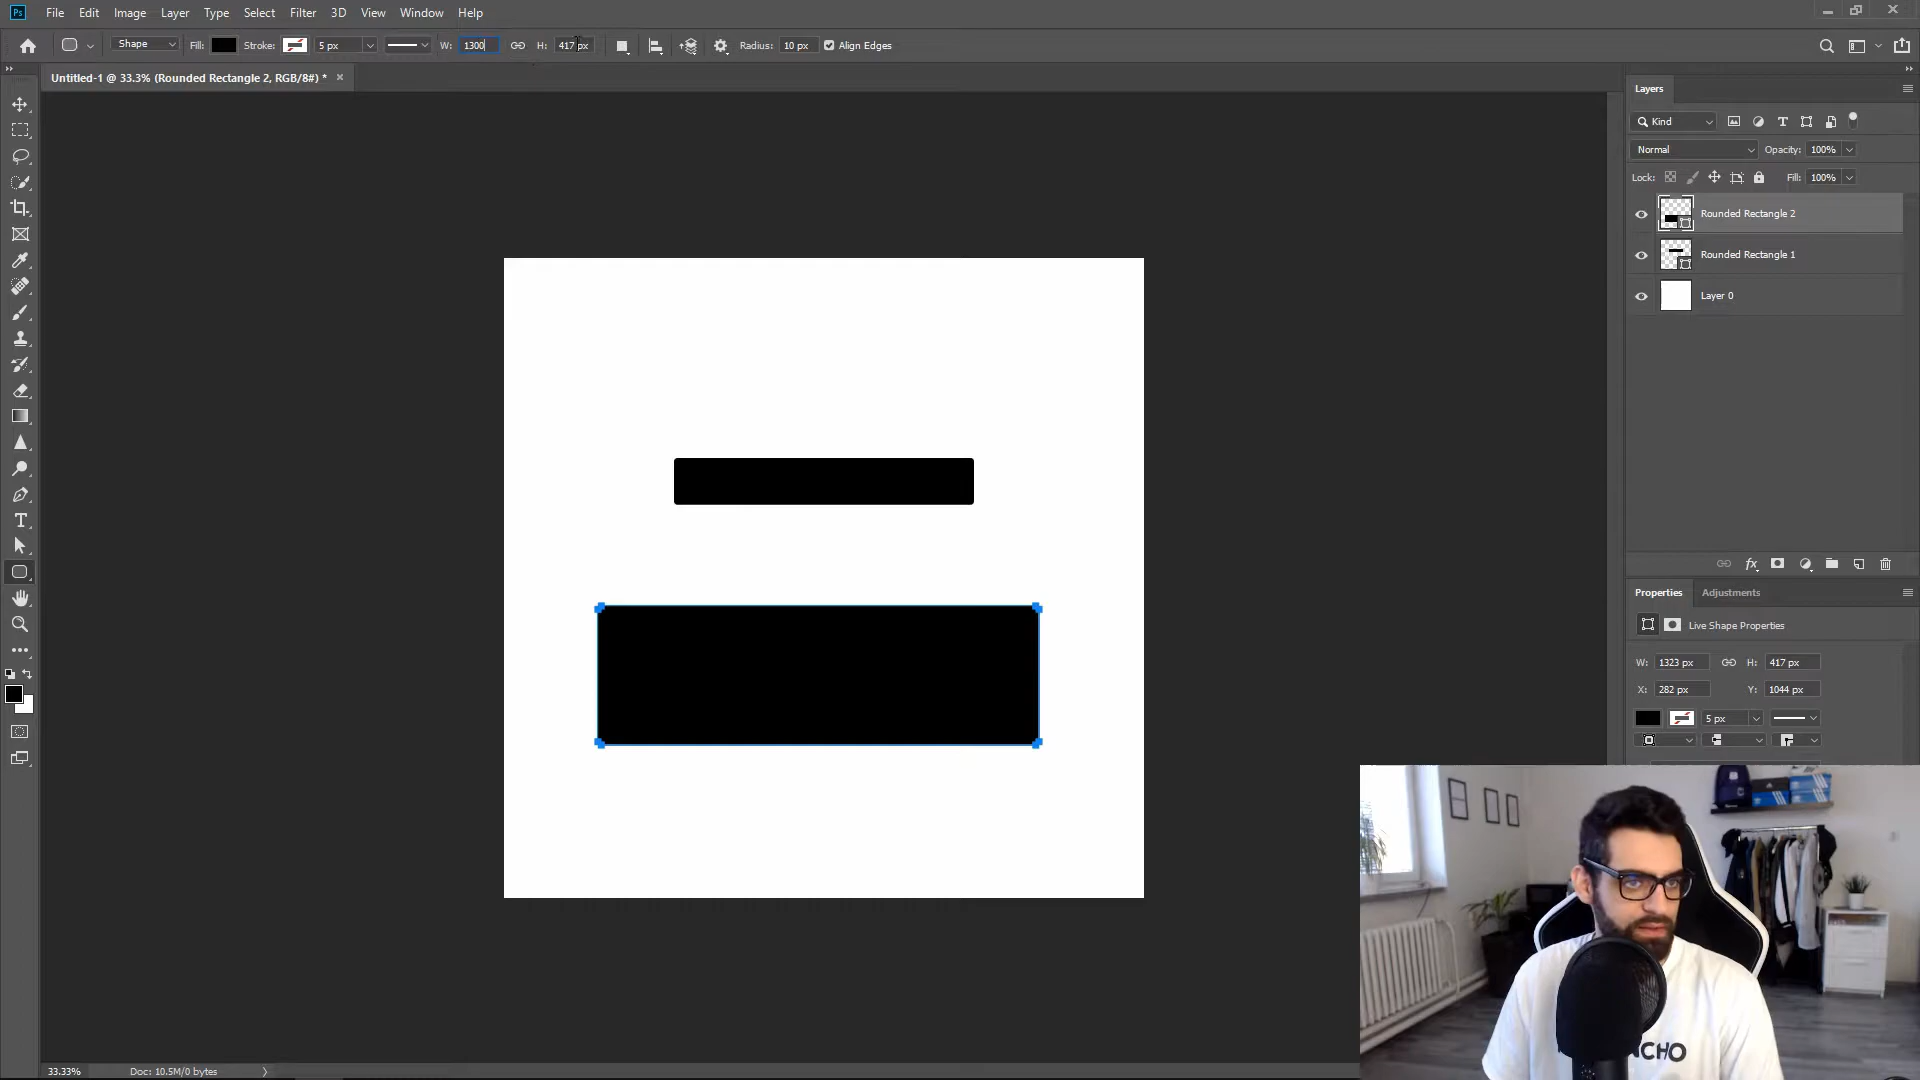 Ps File Edit Image Layer Type Select Filter 3D View Window Help
Shape Fill: Stroke: 5 px W: 1300 H: 417 px Radius: 10 px Align Edges
Untitled-1 @ 33.3% (Rounded Rectangle 2, RGB/8#) * ×
Layers
Kind
Normal Opacity: 100%
Lock: Fill: 100%
Rounded Rectangle 2
Rounded Rectangle 1
Layer 0
fx
Properties Adjustments
Live Shape Properties
W: 1323 px H: 417 px
X: 282 px Y: 1044 px
5 px
33.33% Doc: 10.5M/0 bytes